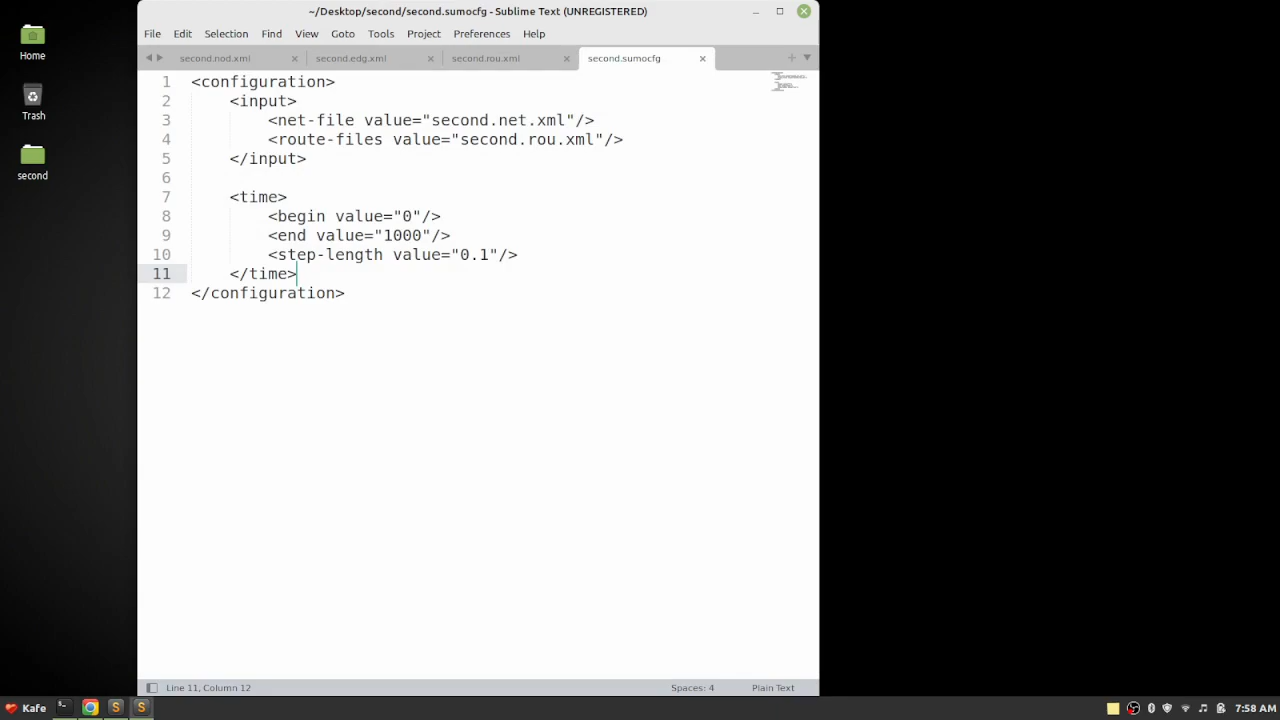 ~/Desktop/second/second.sumocfg - Sublime Text (UNREGISTERED)
File Edit Selection Find View Goto Tools Project Preferences Help
second.nod.xml second.edg.xml second.rou.xml second.sumocfg
1 <configuration>
2     <input>
3         <net-file value="second.net.xml"/>
4         <route-files value="second.rou.xml"/>
5     </input>
6
7     <time>
8         <begin value="0"/>
9         <end value="1000"/>
10         <step-length value="0.1"/>
11     </time>
12 </configuration>
Home
Trash
second
Line 11, Column 12 Spaces: 4 Plain Text
Kafe 7:58 AM